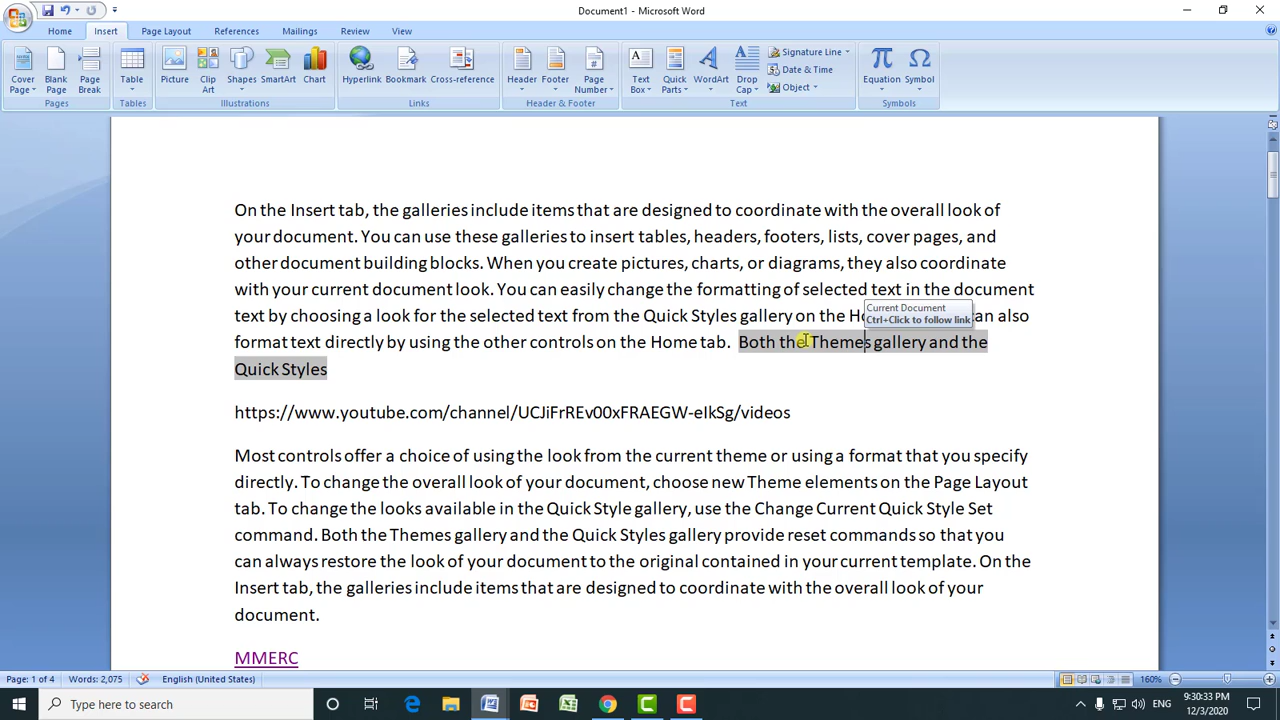 Document1 - Microsoft Word
Home Insert Page Layout References Mailings Review View
Cover Page Blank Page Page Break Table Picture Clip Art Shapes SmartArt Chart Hyperlink Bookmark Cross-reference Header Footer Page Number Text Box Quick Parts WordArt Drop Cap Signature Line Date & Time Object Equation Symbol
Pages Tables Illustrations Links Header & Footer Text Symbols
On the Insert tab, the galleries include items that are designed to coordinate with the overall look of
your document. You can use these galleries to insert tables, headers, footers, lists, cover pages, and
other document building blocks. When you create pictures, charts, or diagrams, they also coordinate
with your current document look. You can easily change the formatting of selected text in the document
text by choosing a look for the selected text from the Quick Styles gallery on the also
Current Document
Ctrl+Click to follow link
format text directly by using the other controls on the Home tab. Both the Themes gallery and the
Quick Styles
https://www.youtube.com/channel/UCJiFrREv00xFRAEGW-eIkSg/videos
Most controls offer a choice of using the look from the current theme or using a format that you specify
directly. To change the overall look of your document, choose new Theme elements on the Page Layout
tab. To change the looks available in the Quick Style gallery, use the Change Current Quick Style Set
command. Both the Themes gallery and the Quick Styles gallery provide reset commands so that you
can always restore the look of your document to the original contained in your current template. On the
Insert tab, the galleries include items that are designed to coordinate with the overall look of your
document.
MMERC
Page: 1 of 4 Words: 2,075 English (United States) 160%
Type here to search
ENG
9:30:33 PM
12/3/2020